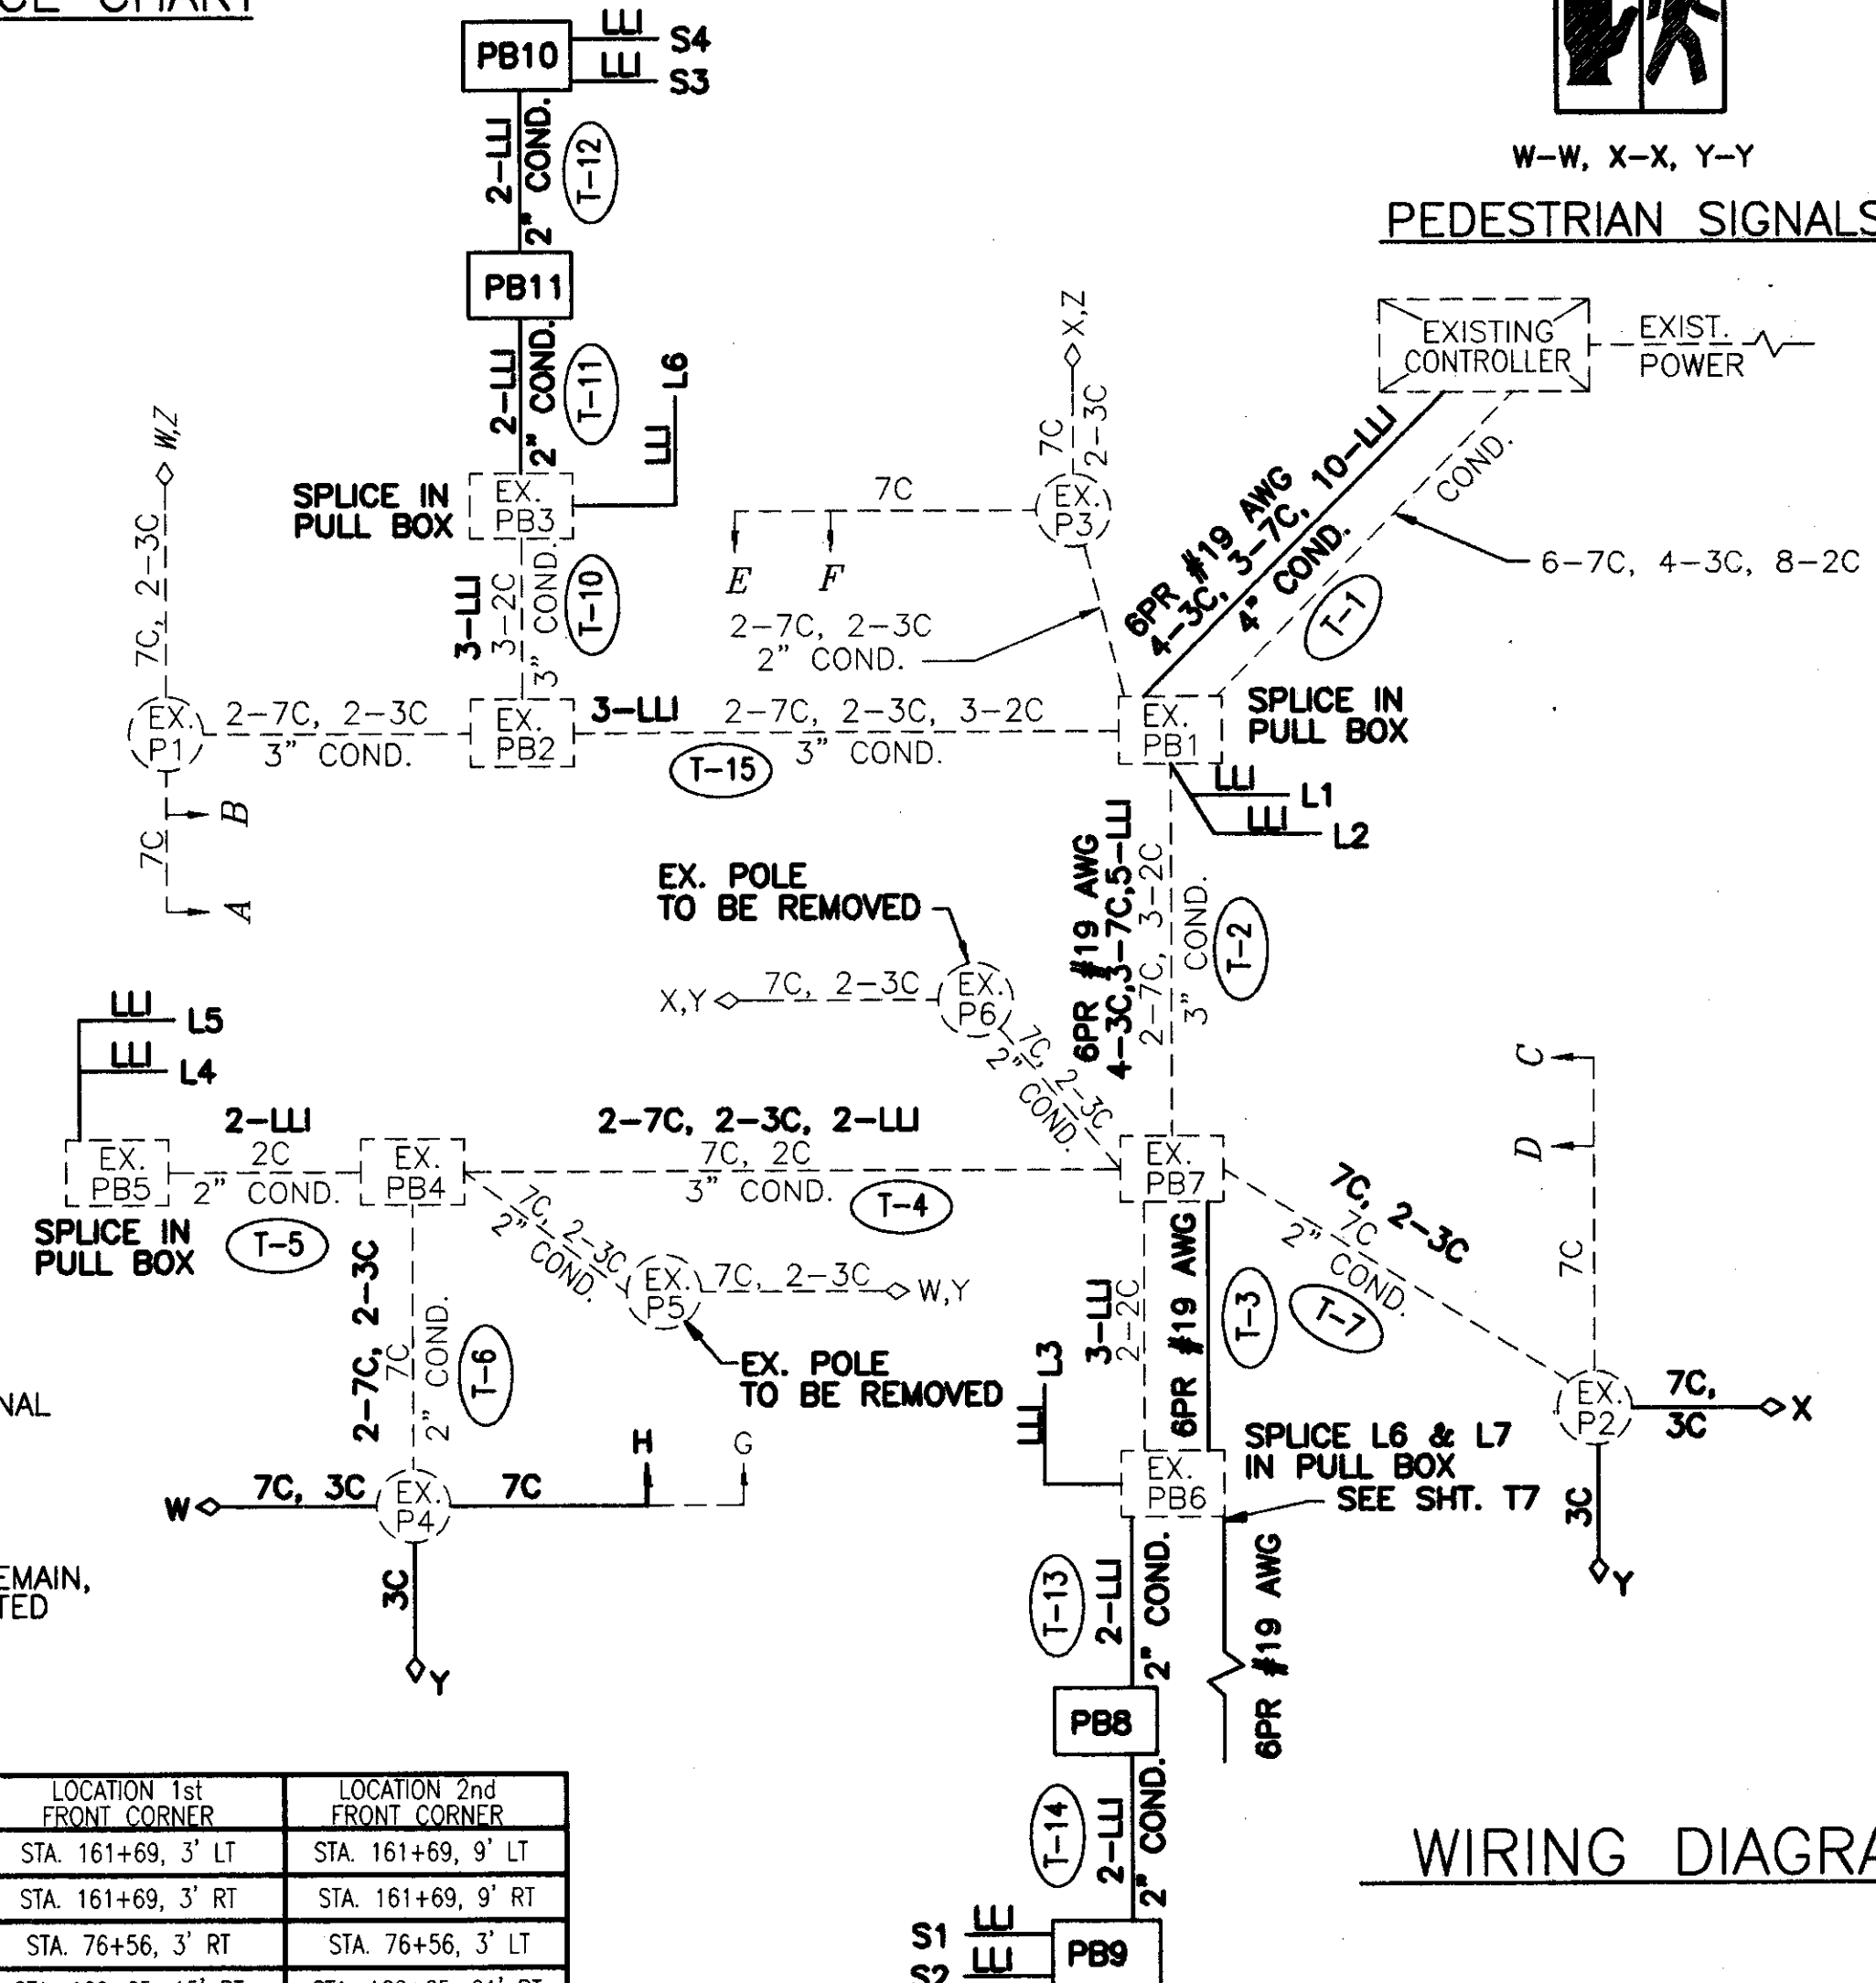 CE CHART
PB10
LLI S4
LLI S3
2-LLI
2" COND.
T-12
W-W, X-X, Y-Y
PEDESTRIAN SIGNALS
PB11
2-LLI
2" COND.
T-11
LLI L6
X,Z
7C
2-3C
EXISTING
CONTROLLER
EXIST.
POWER
W,Z
7C, 2-3C
SPLICE IN
PULL BOX
EX.
PB3
7C
EX.
P3
E
F
6PR #19 AWG
4-3C, 3-7C, 10-LLI
4" COND.
COND.
T-1
6-7C, 4-3C, 8-2C
3-LLI
3-2C
3" COND.
T-10
2-7C, 2-3C
2" COND.
EX.
P1
2-7C, 2-3C
3" COND.
EX.
PB2
3-LLI
2-7C, 2-3C, 3-2C
3" COND.
T-15
EX.
PB1
SPLICE IN
PULL BOX
LLI L1
LLI L2
B
7C
A
EX. POLE
TO BE REMOVED
6PR #19 AWG
4-3C,3-7C,5-LLI
2-7C, 3-2C
3" COND.
T-2
X,Y
7C, 2-3C
EX.
P6
7C, 2-3C
2" COND.
LLI L5
LLI L4
C
D
7C
2-LLI
2C
2" COND.
EX.
PB5
SPLICE IN
PULL BOX
T-5
EX.
PB4
2-7C, 2-3C, 2-LLI
7C, 2C
3" COND.
T-4
EX.
PB7
7C, 2-3C
7C
2" COND.
T-7
7C, 2-3C
2" COND.
EX.
P5
7C, 2-3C
W,Y
EX. POLE
TO BE REMOVED
2-7C, 2-3C
7C
2" COND.
T-6
3-LLI
2-2C
6PR #19 AWG
T-3
LLI L3
EX.
P2
7C,
3C
X
3C
Y
NAL
H
G
W
7C, 3C
EX.
P4
7C
3C
Y
EX.
PB6
SPLICE L6 & L7
IN PULL BOX
SEE SHT. T7
EMAIN,
TED
T-13
2-LLI
2" COND.
6PR #19 AWG
PB8
T-14
2-LLI
2" COND.
S1 LLI
S2 LLI
PB9
WIRING DIAGRA
LOCATION 1st
FRONT CORNER
LOCATION 2nd
FRONT CORNER
STA. 161+69, 3' LT
STA. 161+69, 9' LT
STA. 161+69, 3' RT
STA. 161+69, 9' RT
STA. 76+56, 3' RT
STA. 76+56, 3' LT